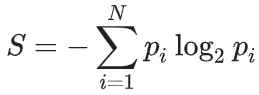 $S = -\sum_{i=1}^{N} p_i \log_2 p_i$